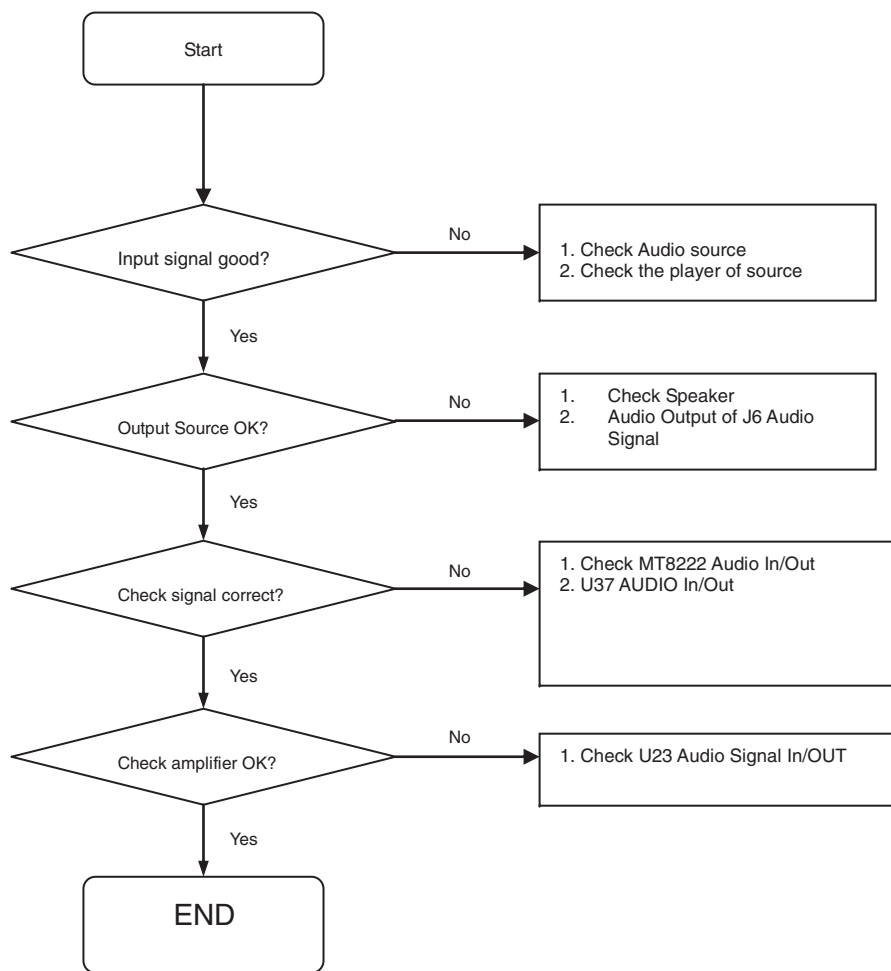 Start
Input signal good?
No
1. Check Audio source
2. Check the player of source
Yes
Output Source OK?
No
1. Check Speaker
2. Audio Output of J6 Audio
Signal
Yes
Check signal correct?
No
1. Check MT8222 Audio In/Out
2. U37 AUDIO In/Out
Yes
Check amplifier OK?
No
1. Check U23 Audio Signal In/OUT
Yes
END